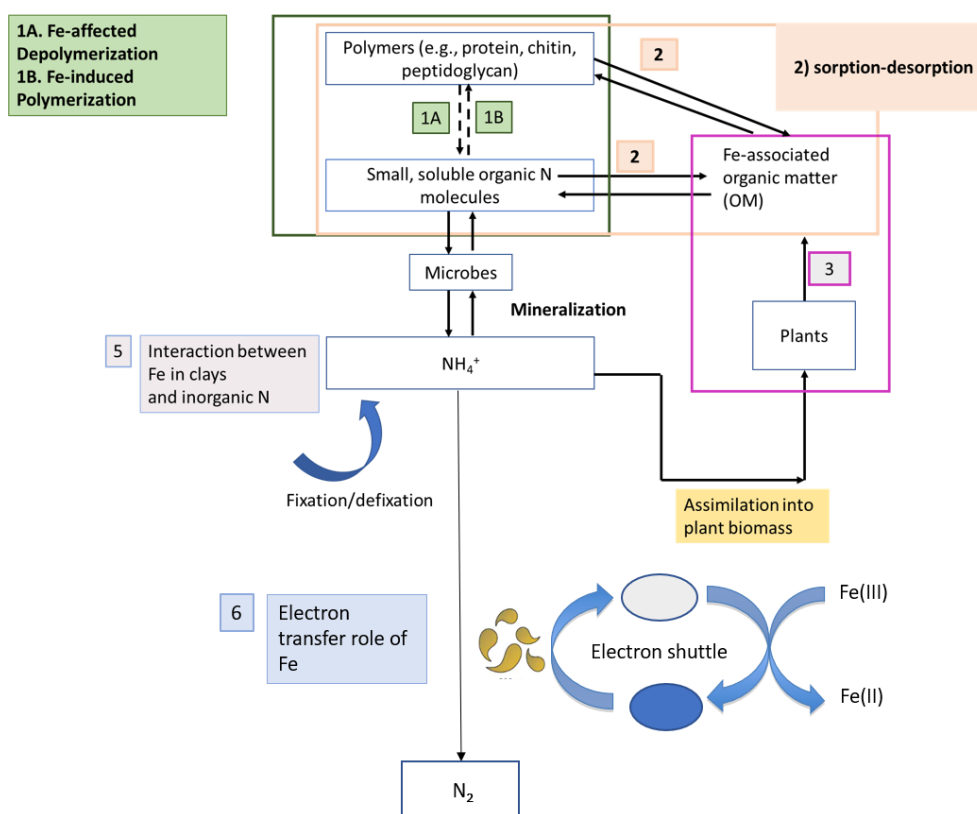 1A. Fe-affected
Depolymerization
1B. Fe-induced
Polymerization
Polymers (e.g., protein, chitin,
peptidoglycan)
2
2) sorption-desorption
1A
1B
Small, soluble organic N
molecules
2
Fe-associated
organic matter
(OM)
3
Microbes
Mineralization
Plants
5
Interaction between
Fe in clays
and inorganic N
NH₄⁺
Fixation/defixation
Assimilation into
plant biomass
6
Electron
transfer role of
Fe
Electron shuttle
Fe(III)
Fe(II)
N₂